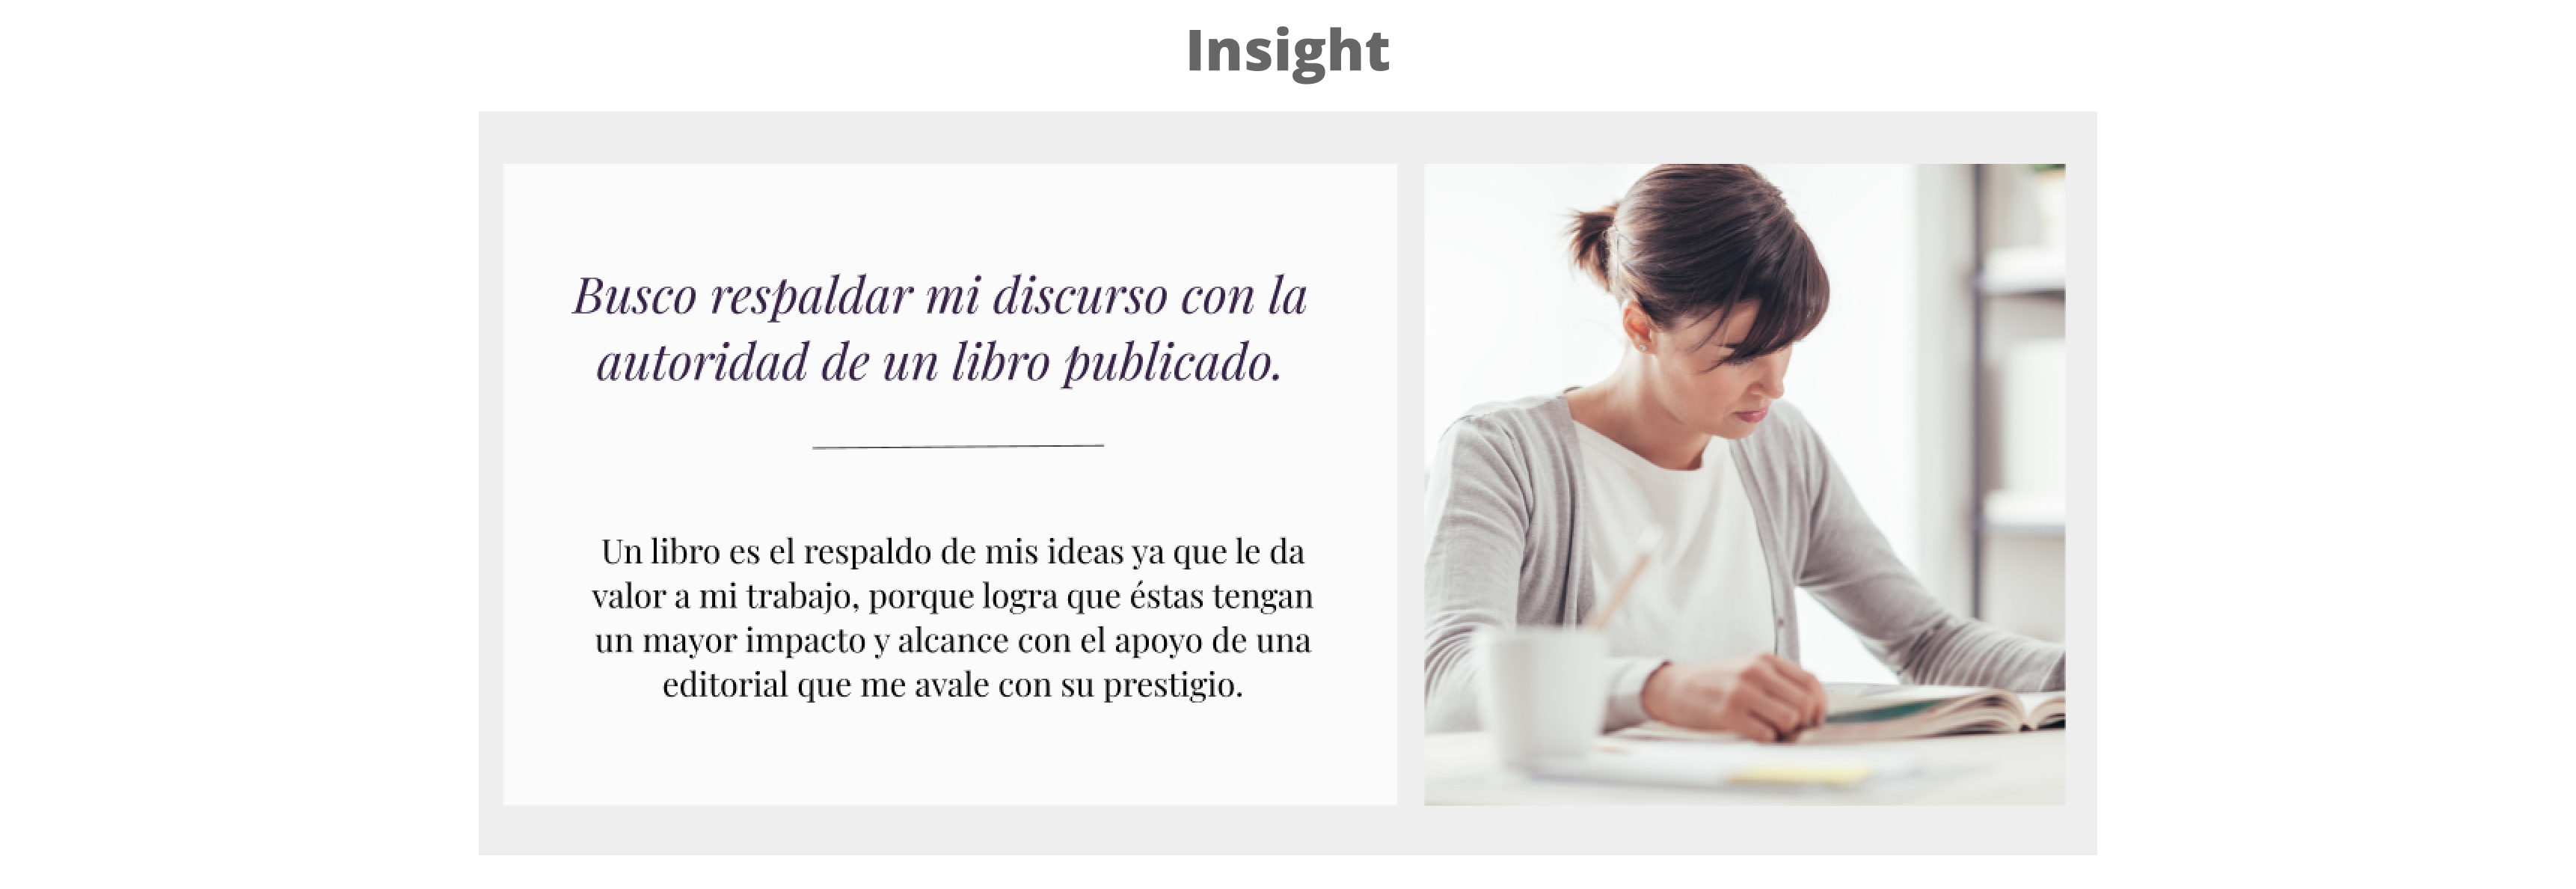 Insight
Busco respaldar mi discurso con la
autoridad de un libro publicado.
Un libro es el respaldo de mis ideas ya que le da
valor a mi trabajo, porque logra que éstas tengan
un mayor impacto y alcance con el apoyo de una
editorial que me avale con su prestigio.